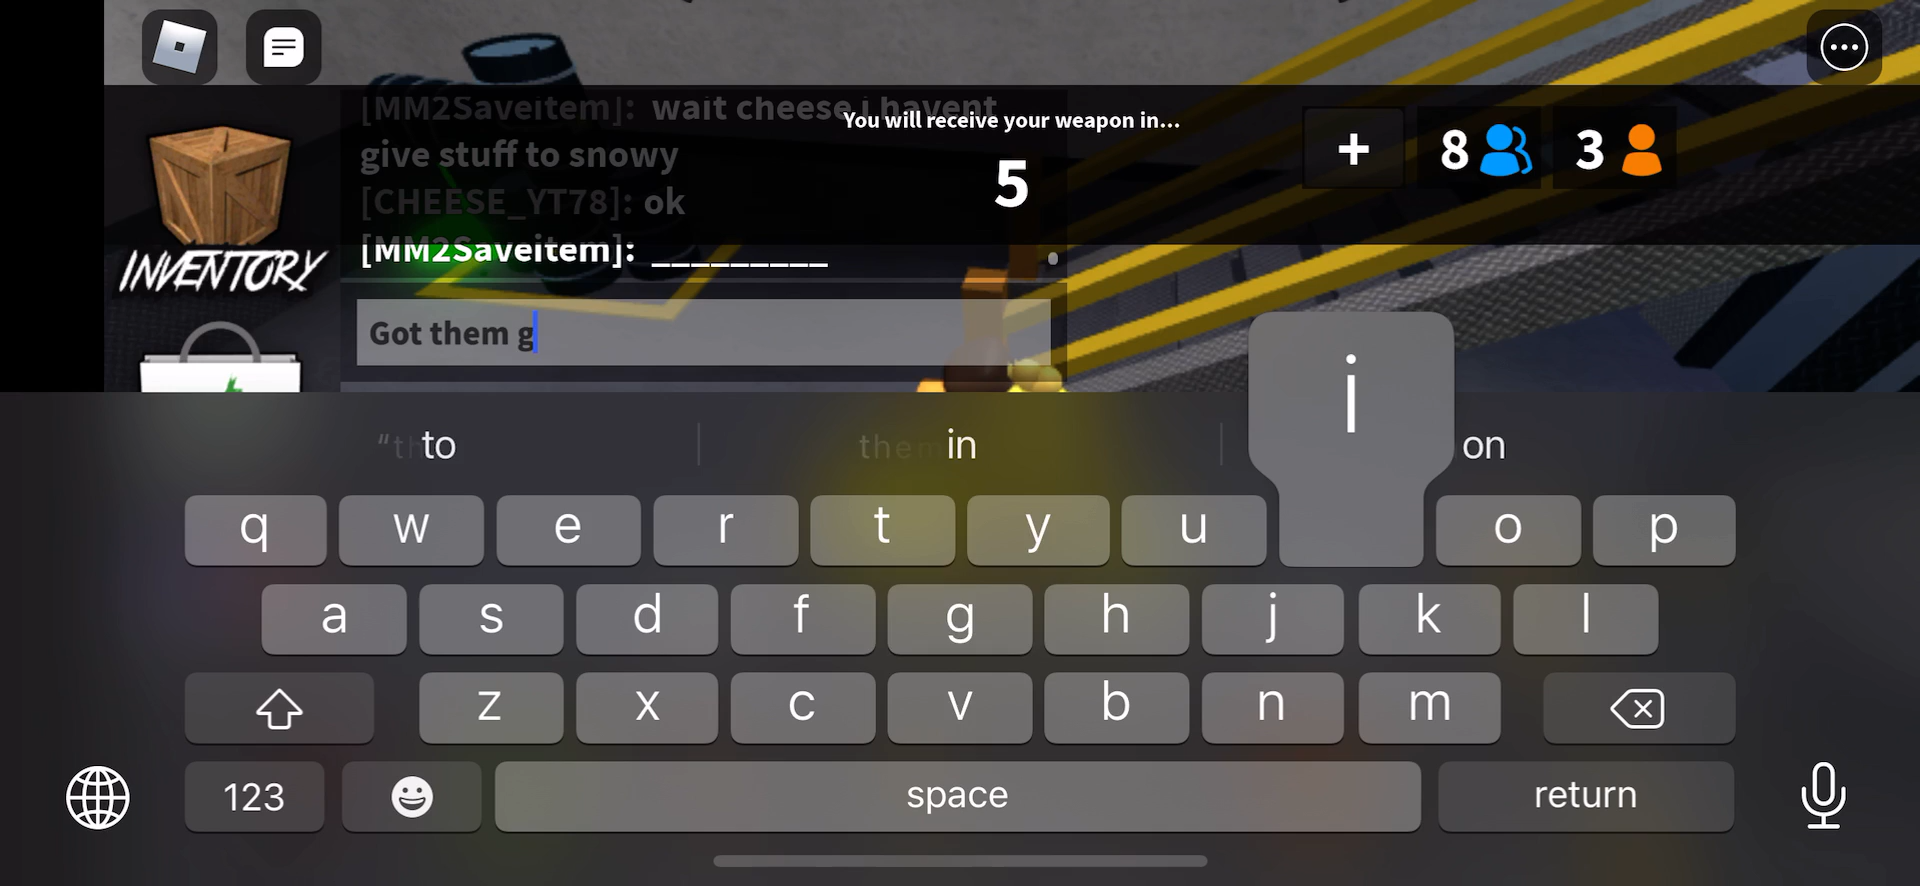 [MM2Saveitem]: wait cheese i havent
give stuff to snowy
[CHEESE_YT78]: ok
[MM2Saveitem]: _________
You will receive your weapon in...
5
+ 8 3
INVENTORY
Got them g
to in on
i
q w e r t y u o p
a s d f g h j k l
z x c v b n m
123 space return